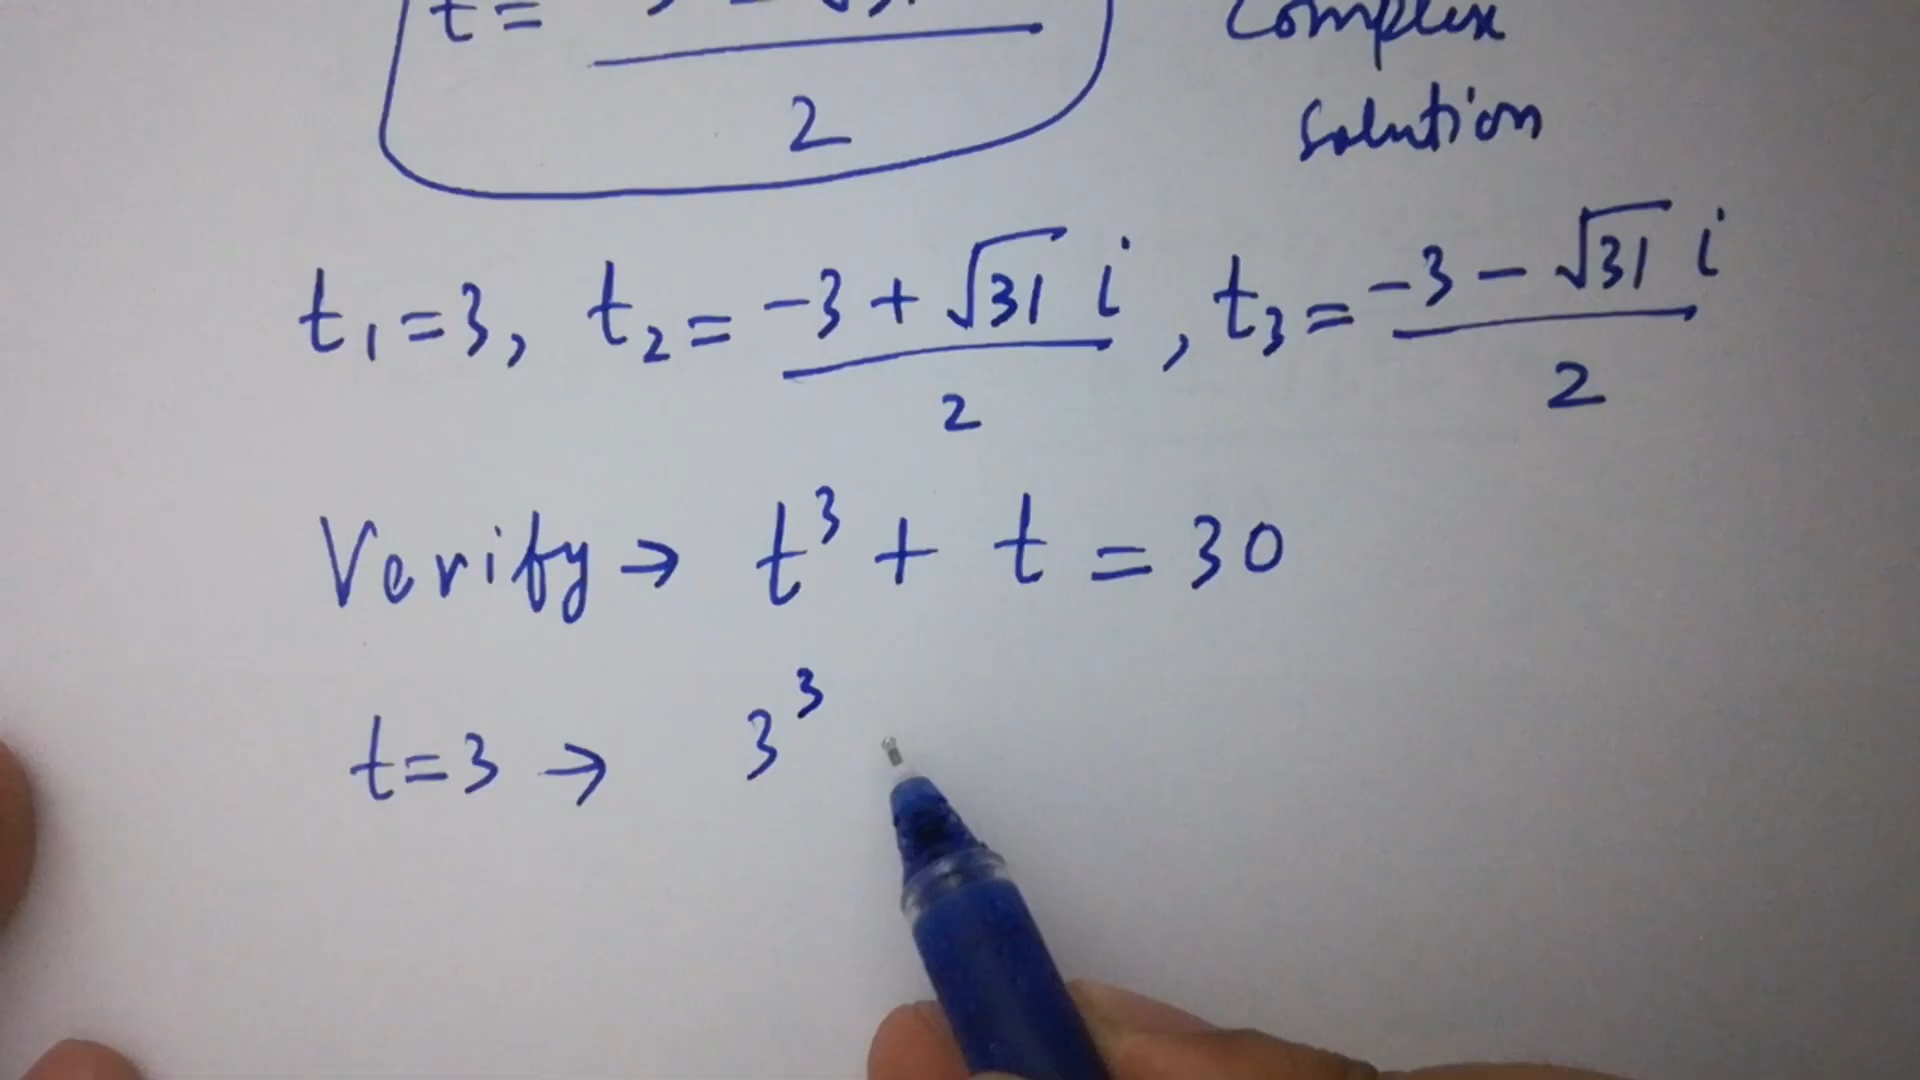 t =
2
Complex
Solution
t₁ = 3, t₂ = (-3 + √31 i)/2, t₃ = (-3 - √31 i)/2
Verify → t³ + t = 30
t = 3 → 3³